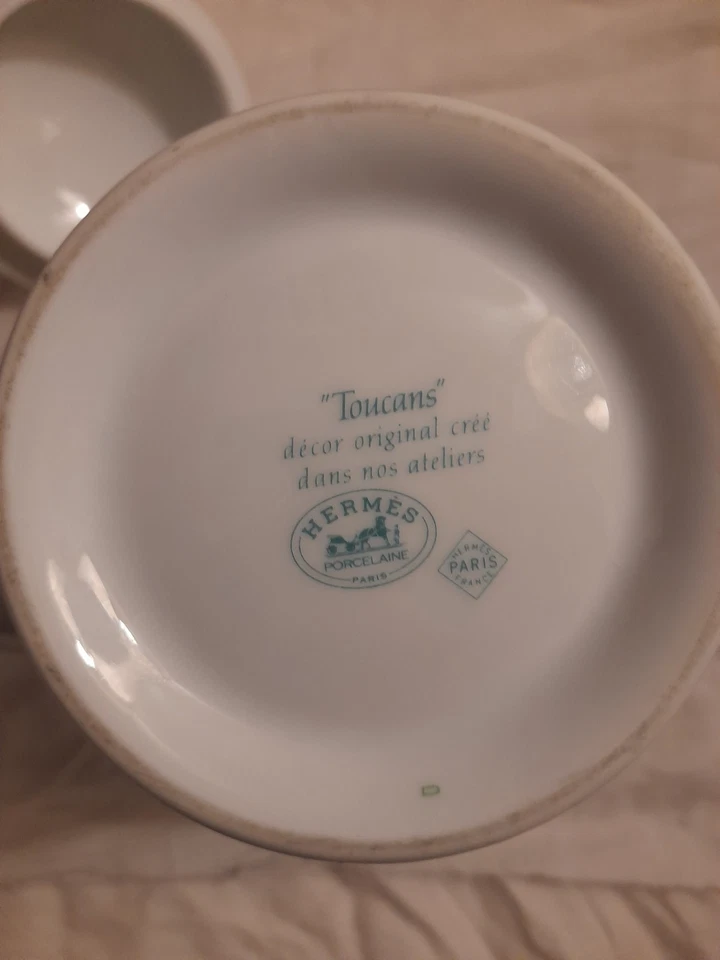 "Toucans"
décor original créé
dans nos ateliers
HERMÈS
PORCELAINE
PARIS
HERMÈS
PARIS
FRANCE